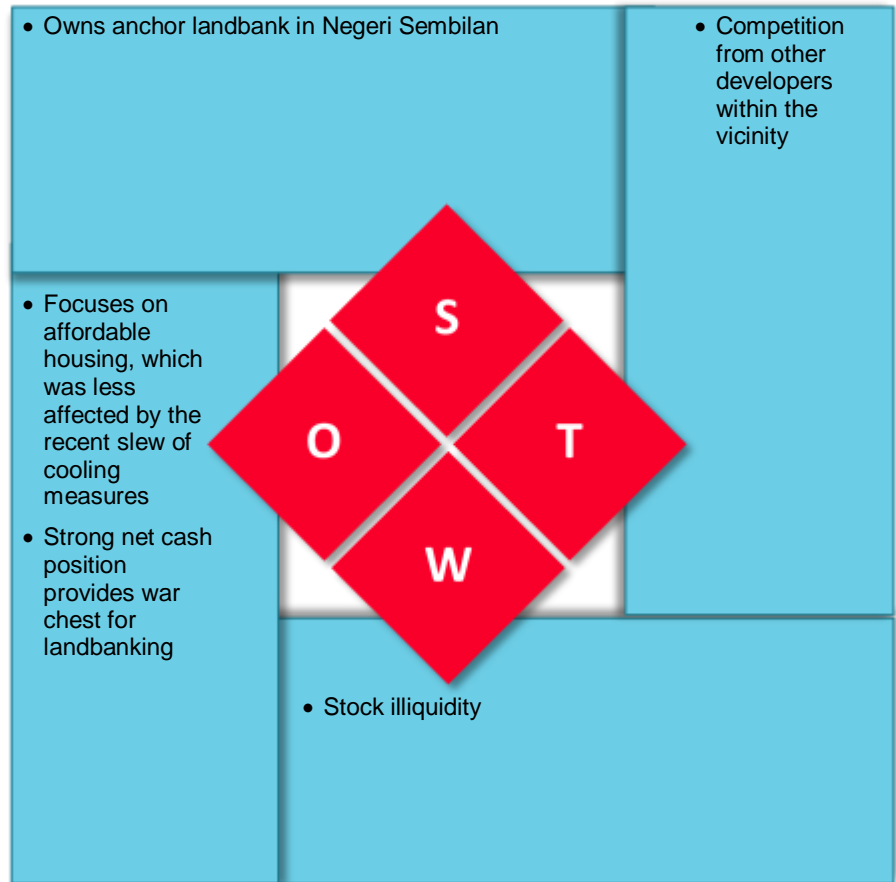 • Owns anchor landbank in Negeri Sembilan
• Competition
from other
developers
within the
vicinity
S
• Focuses on
affordable
housing, which
was less
affected by the
recent slew of
cooling
measures
• Strong net cash
position
provides war
chest for
landbanking
O
T
W
• Stock illiquidity